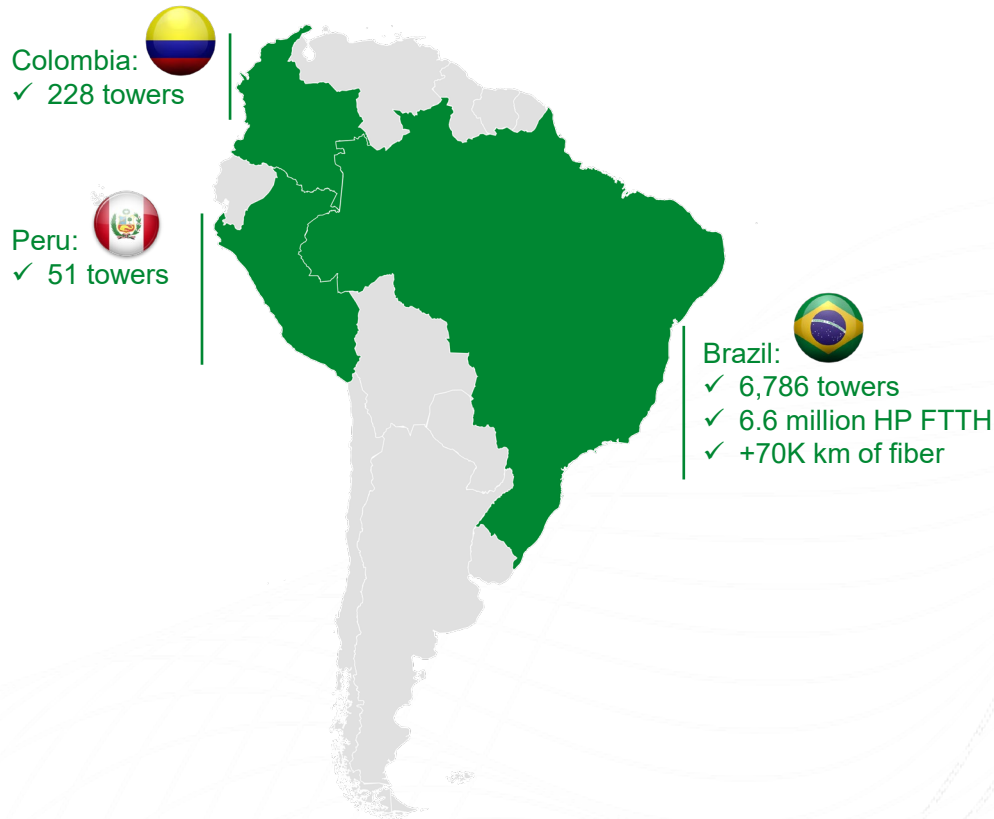 Colombia:
✓ 228 towers
Peru:
✓ 51 towers
Brazil:
✓ 6,786 towers
✓ 6.6 million HP FTTH
✓ +70K km of fiber